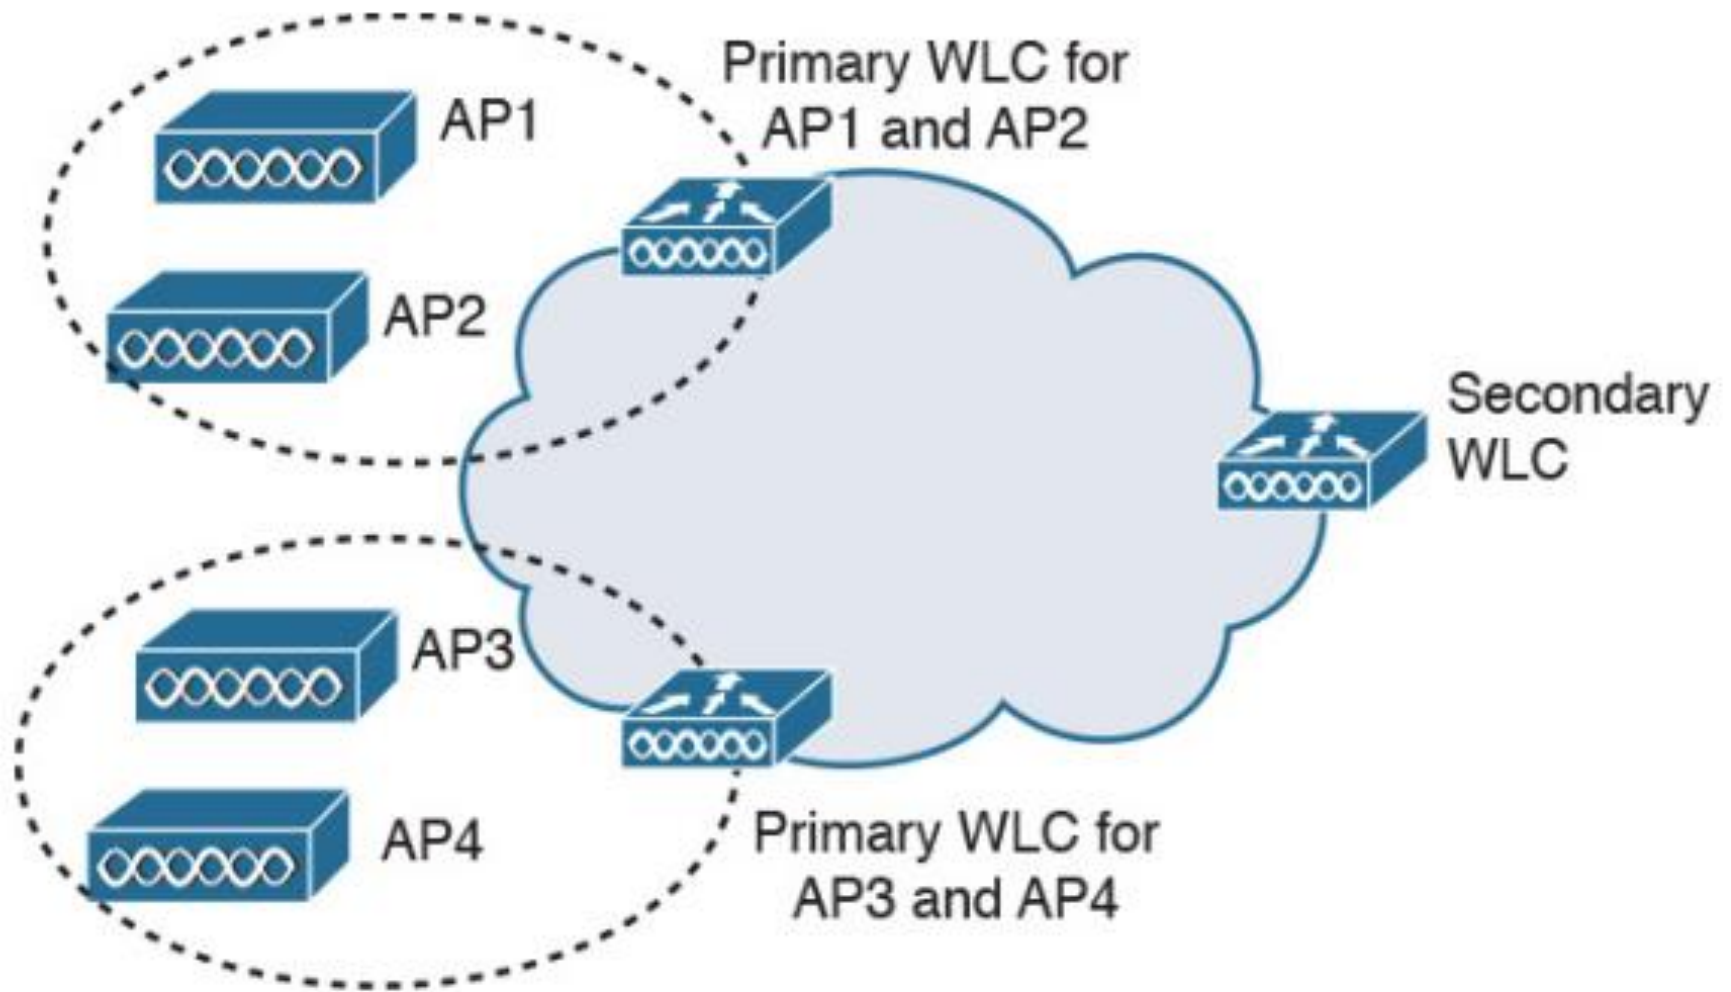 Primary WLC for
AP1 and AP2
AP1
AP2
Secondary
WLC
AP3
AP4
Primary WLC for
AP3 and AP4